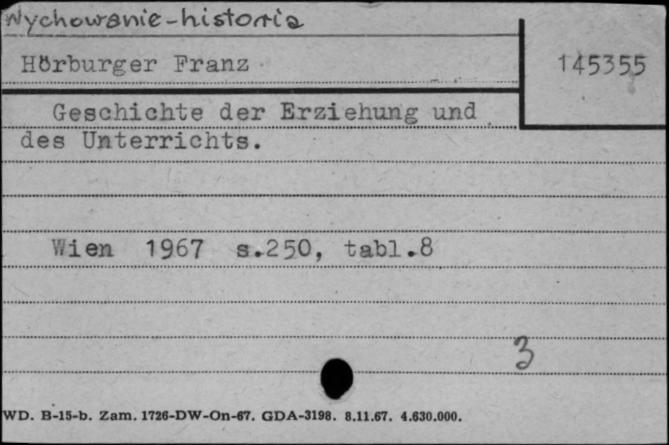 Wychowanie-historia
Hörburger Franz
145355
Geschichte der Erziehung und
des Unterrichts.
Wien 1967 s.250, tabl.8
3
WD. B-15-b. Zam. 1726-DW-On-67. GDA-3198. 8.11.67. 4.630.000.